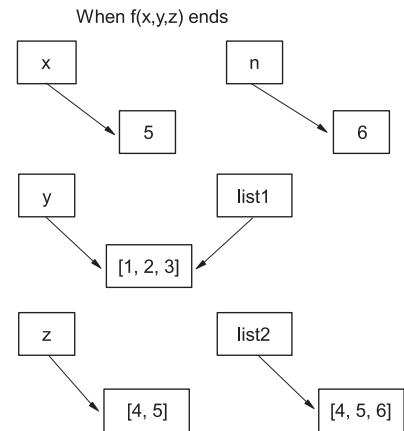 When f(x,y,z) ends
x
n
5
6
y
list1
[1, 2, 3]
z
list2
[4, 5]
[4, 5, 6]